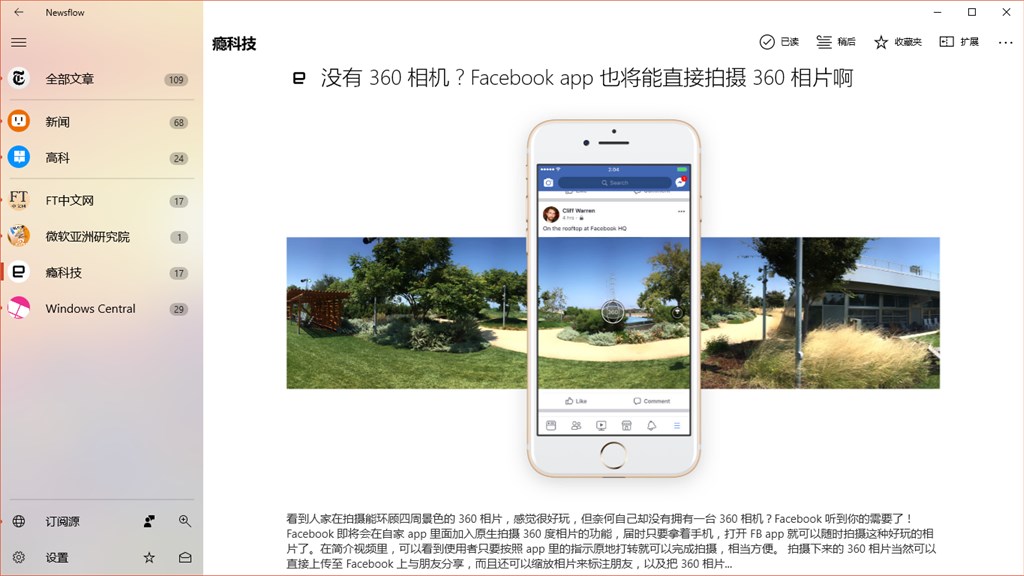 Newsflow
全部文章 109
新闻 68
高科 24
FT
FT中文网 17
微软亚洲研究院 1
瘾科技 17
Windows Central 29
订阅源
设置
瘾科技
已读 稍后 收藏夹 扩展
没有 360 相机？Facebook app 也将能直接拍摄 360 相片啊
2:04
Search
Cliff Warren
4 hrs
On the rooftop at Facebook HQ
Like Comment
看到人家在拍摄能环顾四周景色的 360 相片，感觉很好玩，但奈何自己却没有拥有一台 360 相机？Facebook 听到你的需要了！
Facebook 即将会在自家 app 里面加入原生拍摄 360 度相片的功能，届时只要拿着手机，打开 FB app 就可以随时拍摄这种好玩的相
片了。在简介视频里，可以看到使用者只要按照 app 里的指示原地打转就可以完成拍摄，相当方便。 拍摄下来的 360 相片当然可以
直接上传至 Facebook 上与朋友分享，而且还可以缩放相片来标注朋友，以及把 360 相片...